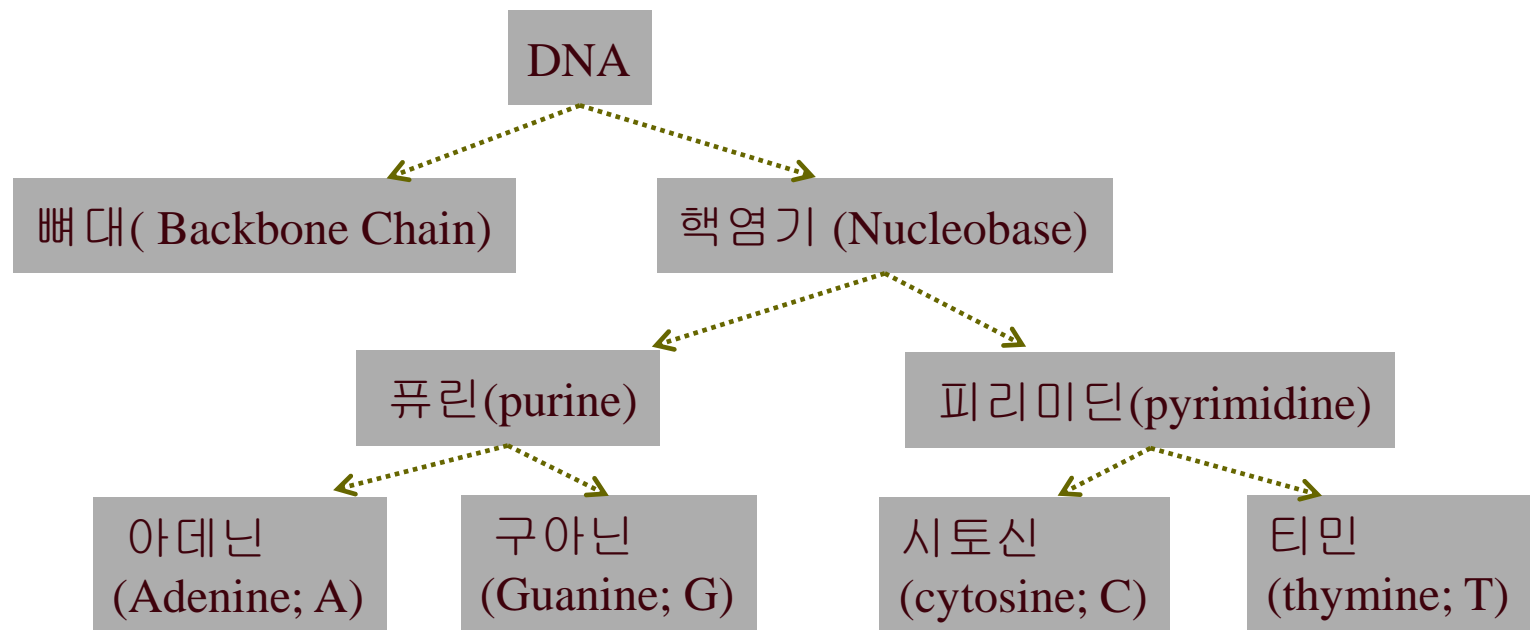 DNA
뼈대( Backbone Chain)
핵염기 (Nucleobase)
퓨린(purine)
피리미딘(pyrimidine)
아데닌
(Adenine; A)
구아닌
(Guanine; G)
시토신
(cytosine; C)
티민
(thymine; T)